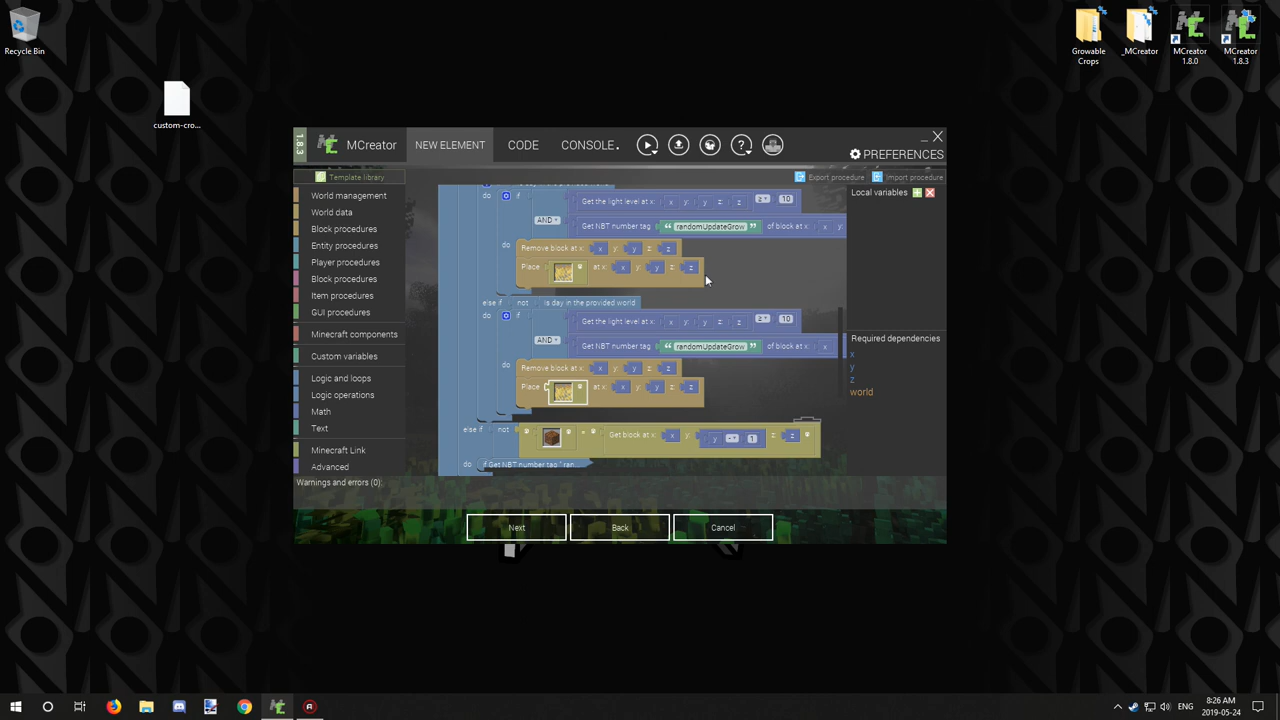 Recycle Bin
custom-cro...
Growable Crops
_MCreator
MCreator 1.8.0
MCreator 1.8.3
1.8.3
MCreator
NEW ELEMENT
CODE
CONSOLE
PREFERENCES
Template library
Export procedure
Import procedure
World management
World data
Block procedures
Entity procedures
Player procedures
Block procedures
Item procedures
GUI procedures
Minecraft components
Custom variables
Logic and loops
Logic operations
Math
Text
Minecraft Link
Advanced
do if Get the light level at x: x y: y z: z ≥ 10
AND
Get NBT number tag “ randomUpdateGrow ” of block at x: x y:
do Remove block at x: x y: y z: z
Place at x: x y: y z: z
else if not Is day in the provided world
do if Get the light level at x: x y: y z: z ≥ 10
AND
Get NBT number tag “ randomUpdateGrow ” of block at x: x
do Remove block at x: x y: y z: z
Place at x: x y: y z: z
else if not = Get block at x: x y: y - 1 z: z
do if Get NBT number tag “ ran...
Local variables
Required dependencies
x
y
z
world
Warnings and errors (0):
Next
Back
Cancel
ENG
8:26 AM
2019-05-24